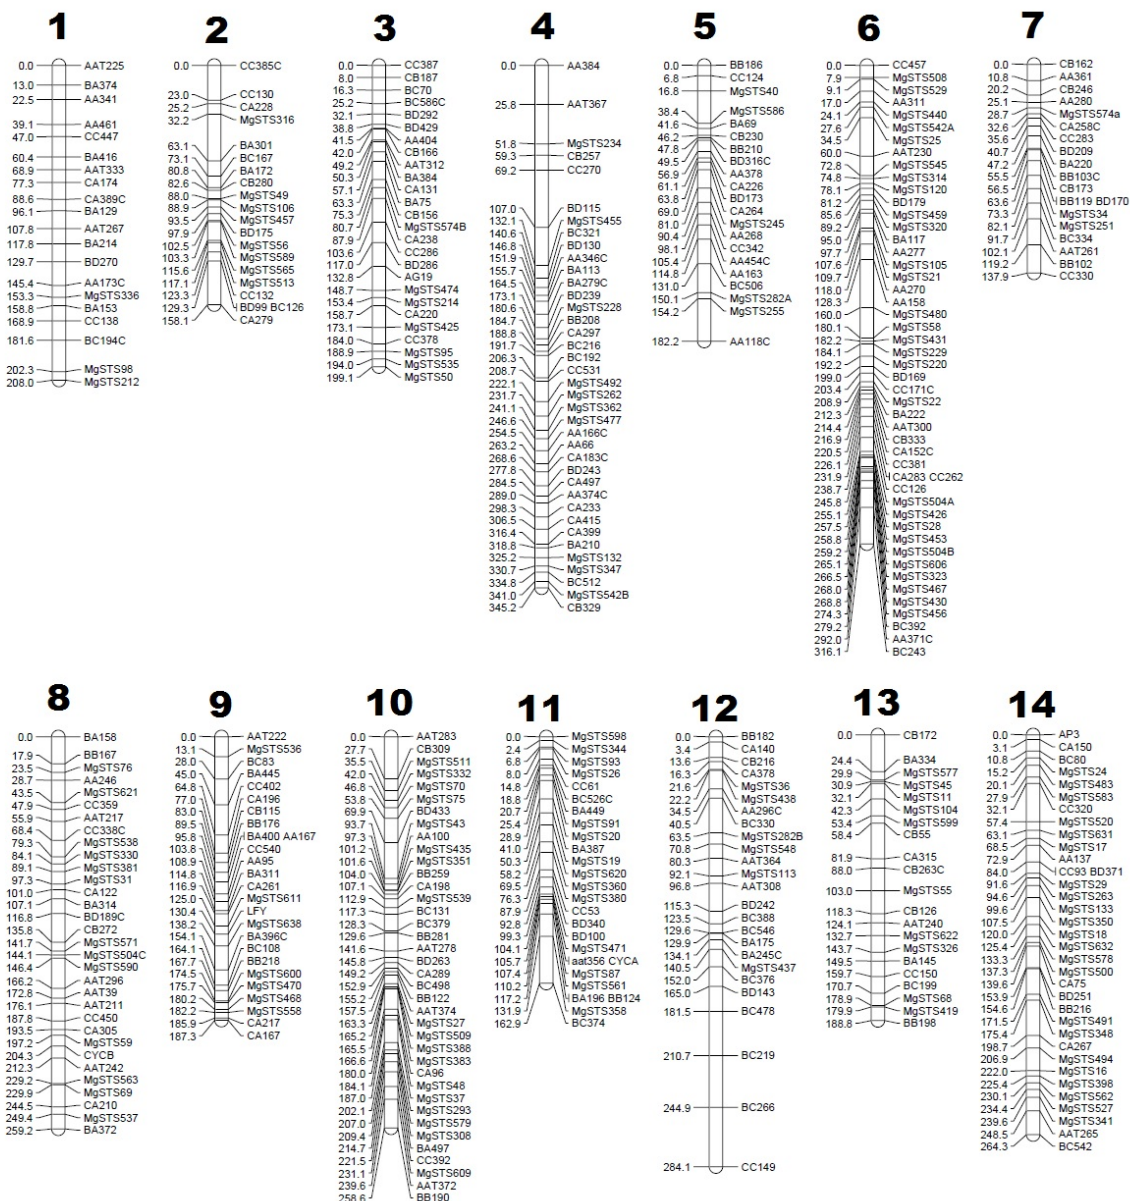 1
0.0 AAT225
13.0 BA374
22.5 AA341
39.1 AA461
47.0 CC447
60.4 BA416
68.9 AAT333
77.3 CA174
88.6 CA389C
96.1 BA129
107.8 AAT267
117.8 BA214
129.7 BD270
145.4 AA173C
153.3 MgSTS336
158.8 BA153
168.9 CC138
181.6 BC194C
202.3 MgSTS98
208.0 MgSTS212
2
0.0 CC385C
23.0 CC130
25.2 CA228
32.2 MgSTS316
63.1 BA301
73.1 BC167
80.8 BA172
82.6 CB280
88.0 MgSTS49
88.9 MgSTS106
93.5 MgSTS457
97.9 BD175
102.5 MgSTS56
103.3 MgSTS589
115.6 MgSTS565
117.1 MgSTS513
123.3 CC132
129.3 BD99 BC126
158.1 CA279
3
0.0 CC387
8.0 CB187
16.3 BC70
25.2 BC586C
32.1 BD292
38.8 BD429
41.5 AA404
42.0 CB166
49.2 AAT312
50.3 BA384
57.1 CA131
63.3 BA75
75.3 CB156
80.7 MgSTS574B
87.9 CA238
103.6 CC286
117.0 BD286
132.8 AG19
148.7 MgSTS474
153.4 MgSTS214
158.7 CA220
173.1 MgSTS425
184.0 CC378
188.9 MgSTS95
194.0 MgSTS535
199.1 MgSTS50
4
0.0 AA384
25.8 AAT367
51.8 MgSTS234
59.3 CB257
69.2 CC270
107.0 BD115
132.1 MgSTS455
140.6 BC321
146.8 BD130
151.9 AA346C
155.7 BA113
164.5 BA279C
173.1 BD239
180.6 MgSTS228
184.7 BB208
188.8 CA297
191.7 BC216
206.3 BC192
208.7 CC531
222.1 MgSTS492
231.7 MgSTS262
241.1 MgSTS362
246.6 MgSTS477
254.5 AA166C
263.2 AA66
268.6 CA183C
277.8 BD243
284.5 CA497
289.0 AA374C
298.3 CA233
306.5 CA415
316.4 CA399
318.8 BA210
325.2 MgSTS132
330.7 MgSTS347
334.8 BC512
341.0 MgSTS542B
345.2 CB329
5
0.0 BB186
6.8 CC124
16.8 MgSTS40
38.4 MgSTS586
41.6 BA69
46.2 CB230
47.8 BB210
49.5 BD316C
56.9 AA378
61.1 CA226
63.8 BD173
69.0 CA264
81.0 MgSTS245
90.4 AA268
98.1 CC342
105.4 AA454C
114.8 AA163
131.0 BC506
150.1 MgSTS282A
154.2 MgSTS255
182.2 AA118C
6
0.0 CC457
7.9 MgSTS508
9.1 MgSTS529
17.0 AA311
24.1 MgSTS440
27.6 MgSTS542A
34.5 MgSTS25
60.0 AAT230
72.8 MgSTS545
74.8 MgSTS314
78.1 MgSTS120
81.2 BD179
85.6 MgSTS459
89.2 MgSTS320
95.0 BA117
97.7 AA277
107.6 MgSTS105
109.7 MgSTS21
118.0 AA270
128.3 AA158
160.0 MgSTS480
180.1 MgSTS58
182.2 MgSTS431
184.1 MgSTS229
192.2 MgSTS220
199.0 BD169
203.4 CC171C
208.9 MgSTS22
212.3 BA222
214.4 AAT300
216.9 CB333
220.5 CA152C
226.1 CC381
231.9 CA283 CC262
238.7 CC126
245.8 MgSTS504A
255.1 MgSTS426
257.5 MgSTS28
258.8 MgSTS453
259.2 MgSTS504B
265.1 MgSTS606
266.5 MgSTS323
268.0 MgSTS467
268.8 MgSTS430
274.3 MgSTS456
279.2 BC392
292.0 AA371C
316.1 BC243
7
0.0 CB162
10.8 AA361
20.2 CB246
25.1 AA280
28.7 MgSTS574a
32.6 CA258C
35.6 CC283
40.7 BD209
47.2 BA220
55.5 BB103C
56.5 CB173
63.6 BB119 BD170
73.3 MgSTS34
82.1 MgSTS251
91.7 BC334
102.1 AAT261
119.2 BB102
137.9 CC330
8
0.0 BA158
17.9 BB167
23.5 MgSTS76
28.7 AA246
43.5 MgSTS621
47.9 CC359
55.9 AAT217
68.4 CC338C
79.3 MgSTS538
84.1 MgSTS330
89.1 MgSTS381
97.3 MgSTS31
101.0 CA122
107.1 BA314
116.8 BD189C
135.8 CB272
141.7 MgSTS571
144.1 MgSTS504C
146.4 MgSTS590
166.2 AAT296
172.8 AAT39
176.1 AAT211
187.8 CC450
193.5 CA305
197.2 MgSTS59
204.3 CYCB
212.3 AAT242
229.2 MgSTS563
229.9 MgSTS69
244.5 CA210
249.4 MgSTS537
259.2 BA372
9
0.0 AAT222
13.1 MgSTS536
28.0 BC83
45.0 BA445
64.8 CC402
77.0 CA196
83.0 CB115
89.5 BB176
95.8 BA400 AA167
103.8 CC540
108.9 AA95
114.8 BA311
116.9 CA261
125.0 MgSTS611
130.4 LFY
138.2 MgSTS638
154.1 BA396C
164.1 BC108
167.7 BB218
174.5 MgSTS600
175.7 MgSTS470
180.2 MgSTS468
182.2 MgSTS558
185.9 CA217
187.3 CA167
10
0.0 AAT283
27.7 CB309
35.5 MgSTS511
42.0 MgSTS332
46.8 MgSTS70
53.8 MgSTS75
69.9 BD433
93.7 MgSTS43
97.3 AA100
101.2 MgSTS435
101.6 MgSTS351
104.0 BB259
107.1 CA198
112.9 MgSTS539
117.3 BC131
128.3 BC379
129.6 BB281
141.6 AAT278
145.8 BD263
149.2 CA289
152.9 BC498
155.2 BB122
157.5 AAT374
163.3 MgSTS27
165.2 MgSTS509
165.5 MgSTS388
166.6 MgSTS383
180.0 CA96
184.1 MgSTS48
187.0 MgSTS37
202.1 MgSTS293
207.0 MgSTS579
209.4 MgSTS308
214.7 BA497
221.5 CC392
231.1 MgSTS609
239.6 AAT372
258.6 BB190
11
0.0 MgSTS598
2.4 MgSTS344
6.8 MgSTS93
8.0 MgSTS26
14.8 CC61
18.8 BC526C
20.7 BA449
25.4 MgSTS91
28.9 MgSTS20
41.0 BA387
50.3 MgSTS19
58.2 MgSTS620
69.5 MgSTS360
76.3 MgSTS380
87.9 CC53
92.8 BD340
99.3 BD100
104.1 MgSTS471
105.7 aat356 CYCA
107.4 MgSTS87
110.2 MgSTS561
117.2 BA196 BB124
131.9 MgSTS358
162.9 BC374
12
0.0 BB182
3.4 CA140
13.6 CB216
16.3 CA378
21.6 MgSTS36
22.2 MgSTS438
34.5 AA296C
40.5 BC330
63.5 MgSTS282B
70.8 MgSTS548
80.3 AAT364
92.1 MgSTS113
96.8 AAT308
115.3 BD242
123.5 BC388
129.6 BC546
129.9 BA175
134.1 BA245C
140.5 MgSTS437
152.0 BC376
165.0 BD143
181.5 BC478
210.7 BC219
244.9 BC266
284.1 CC149
13
0.0 CB172
24.4 BA334
29.9 MgSTS577
30.9 MgSTS45
32.1 MgSTS11
42.3 MgSTS104
53.4 MgSTS599
58.4 CB55
81.9 CA315
88.0 CB263C
103.0 MgSTS55
118.3 CB126
124.1 AAT240
132.7 MgSTS622
143.7 MgSTS326
149.5 BA145
159.7 CC150
170.7 BC199
178.9 MgSTS68
179.9 MgSTS419
188.8 BB198
14
0.0 AP3
3.1 CA150
10.8 BC80
15.2 MgSTS24
20.1 MgSTS483
27.9 MgSTS583
32.1 CC320
57.4 MgSTS520
63.1 MgSTS631
68.5 MgSTS17
72.9 AA137
84.0 CC93 BD371
91.6 MgSTS29
94.6 MgSTS263
99.6 MgSTS133
107.5 MgSTS350
120.0 MgSTS18
125.4 MgSTS632
133.3 MgSTS578
137.3 MgSTS500
139.6 CA75
153.9 BD251
154.6 BB216
171.5 MgSTS491
175.4 MgSTS348
198.7 CA267
206.9 MgSTS494
222.0 MgSTS16
225.4 MgSTS398
230.1 MgSTS562
234.4 MgSTS527
239.6 MgSTS341
248.5 AAT265
264.3 BC542